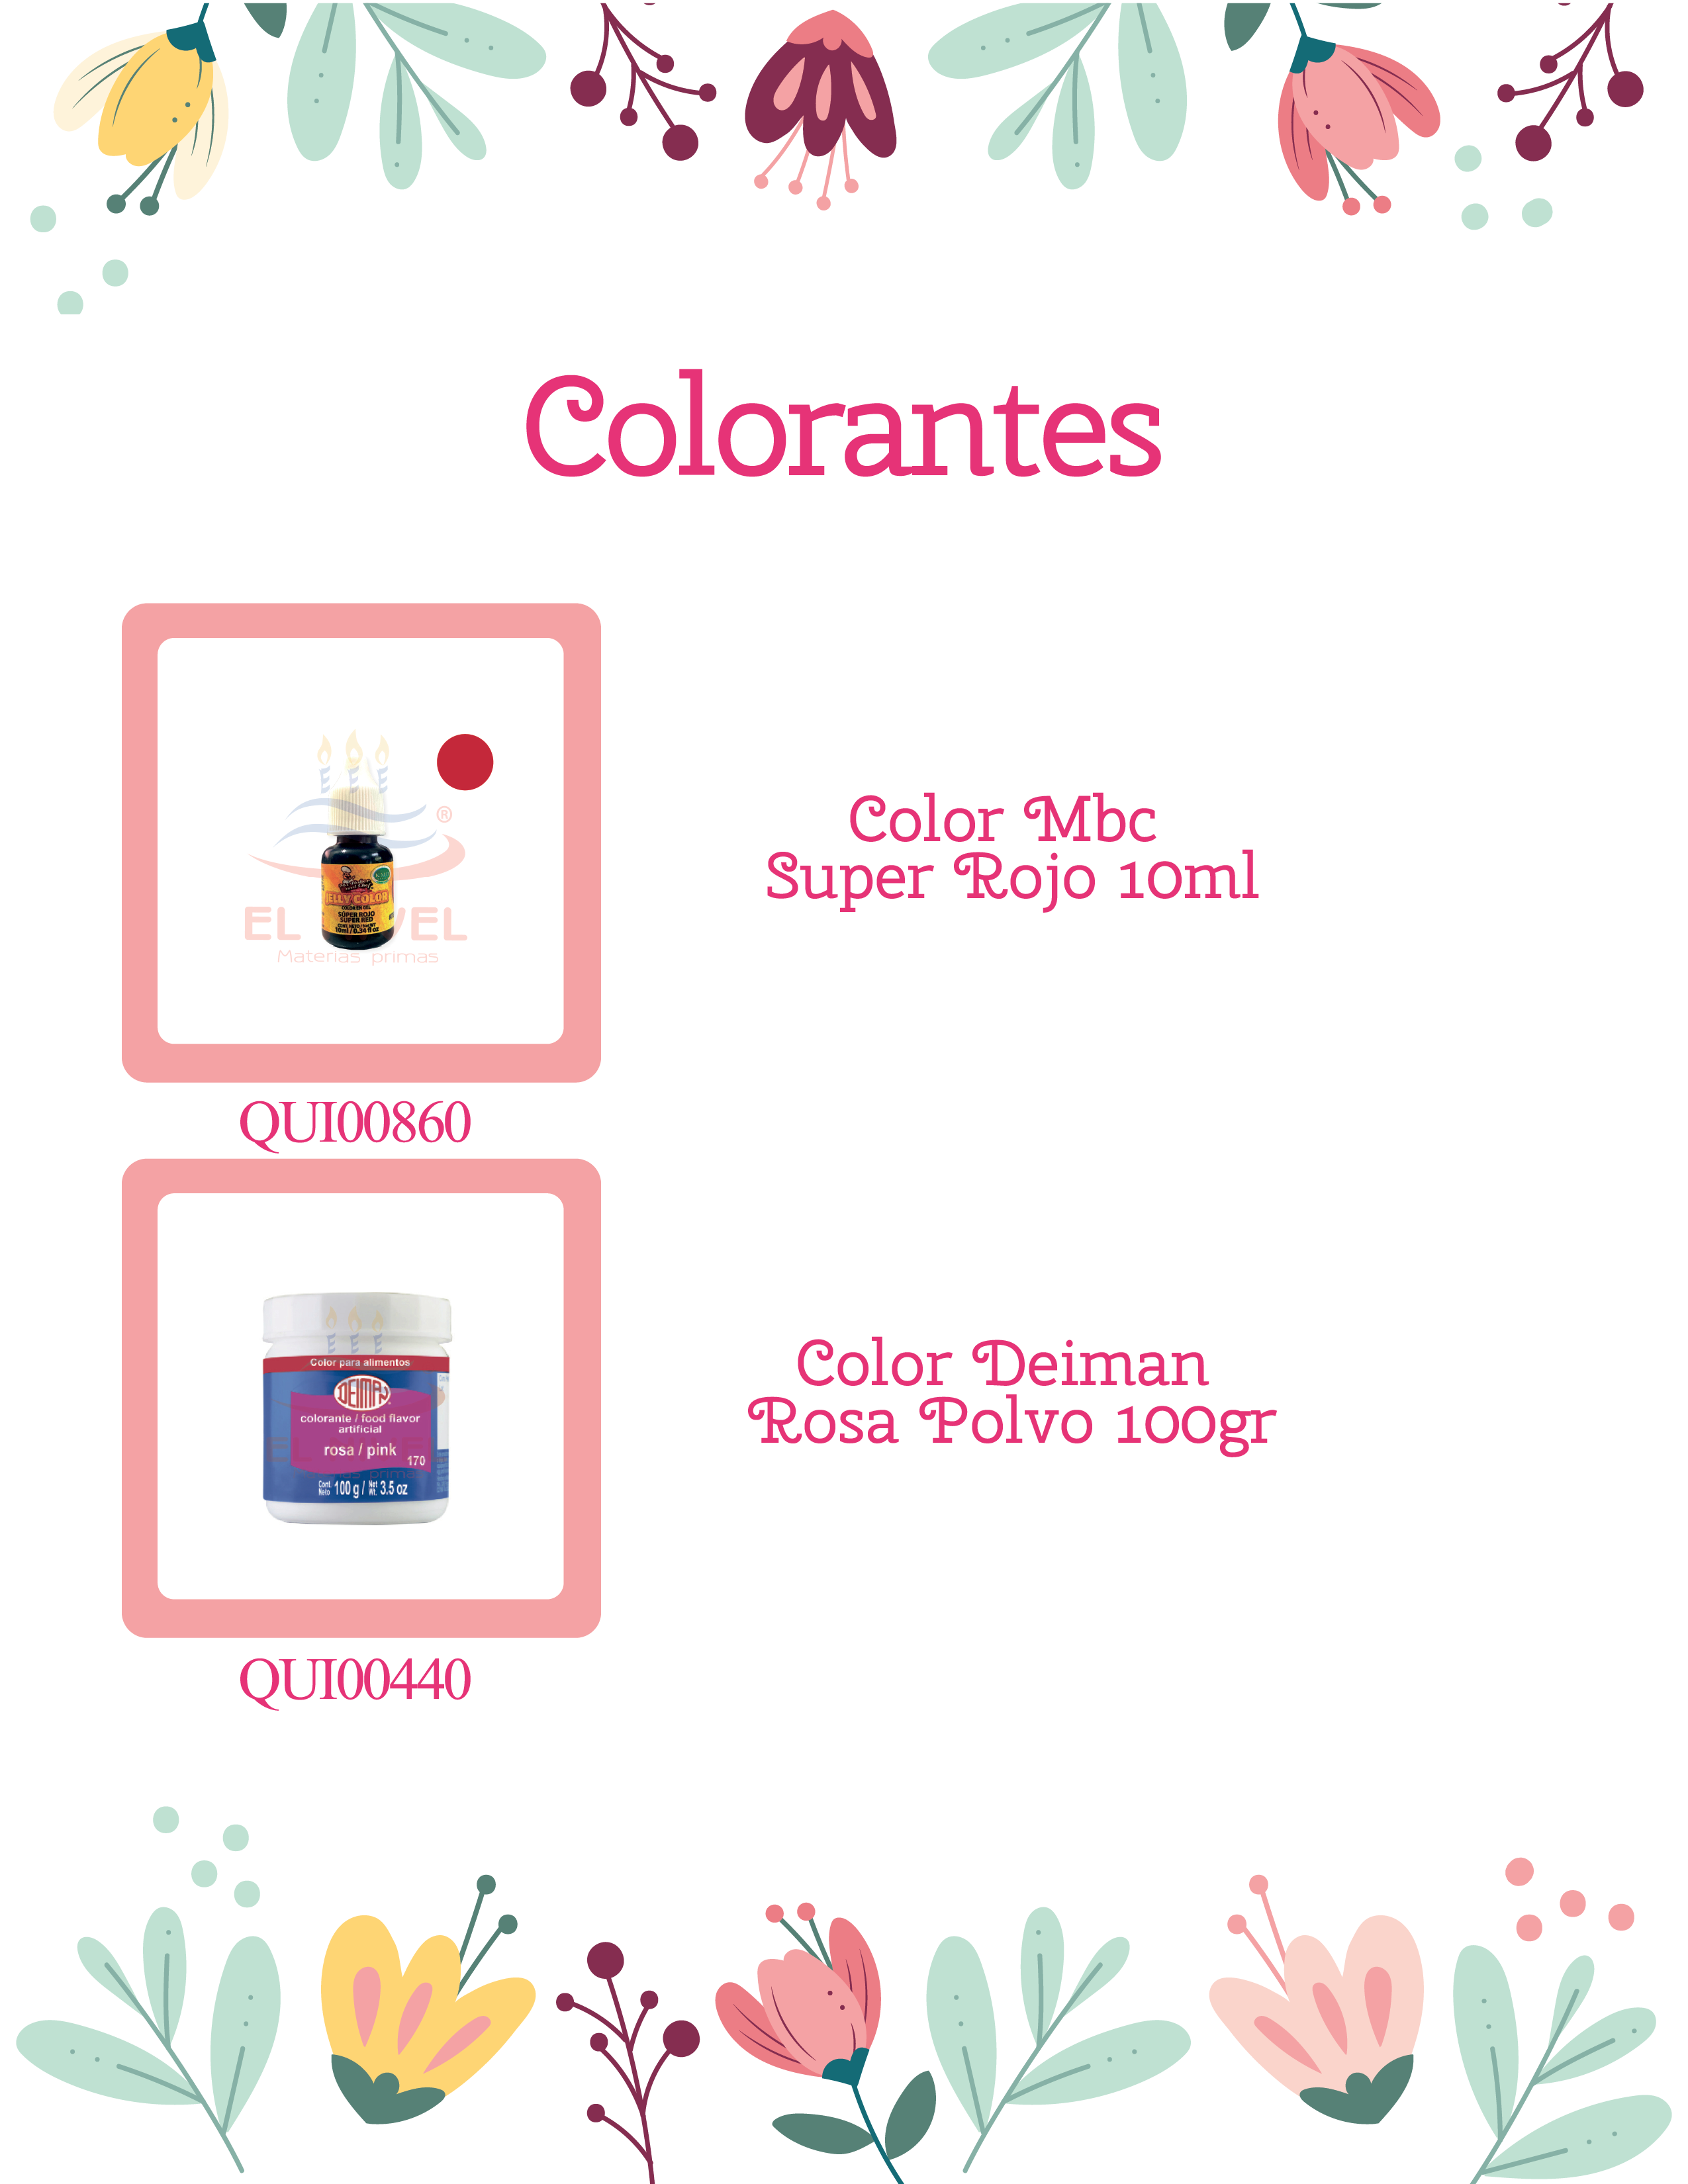 Colorantes
®
JELLY COLOR
COLOR EN GEL
SÚPER ROJO
SUPER RED
10ml / 0.34 fl oz
EL
VEL
Materias primas
Color Mbc
Super Rojo 10ml
QUI00860
Color para alimentos
DEIMAN
colorante / food flavor
artificial
rosa / pink
170
Cont. Neto 100 g / Net Wt. 3.5 oz
Color Deiman
Rosa Polvo 100gr
QUI00440